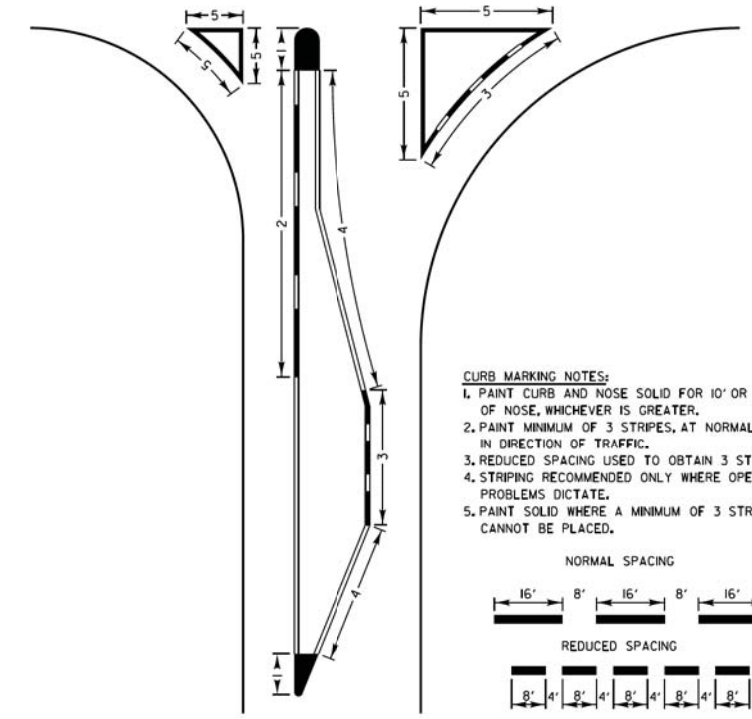 5
5
5
5
5
3
1
2
4
3
4
1
CURB MARKING NOTES:
1. PAINT CURB AND NOSE SOLID FOR 10' OR
OF NOSE, WHICHEVER IS GREATER.
2. PAINT MINIMUM OF 3 STRIPES, AT NORMAL
IN DIRECTION OF TRAFFIC.
3. REDUCED SPACING USED TO OBTAIN 3 ST
4. STRIPING RECOMMENDED ONLY WHERE OPE
PROBLEMS DICTATE.
5. PAINT SOLID WHERE A MINIMUM OF 3 STR
CANNOT BE PLACED.
NORMAL SPACING
16' 8' 16' 8' 16'
REDUCED SPACING
8' 4' 8' 4' 8' 4' 8' 4' 8'